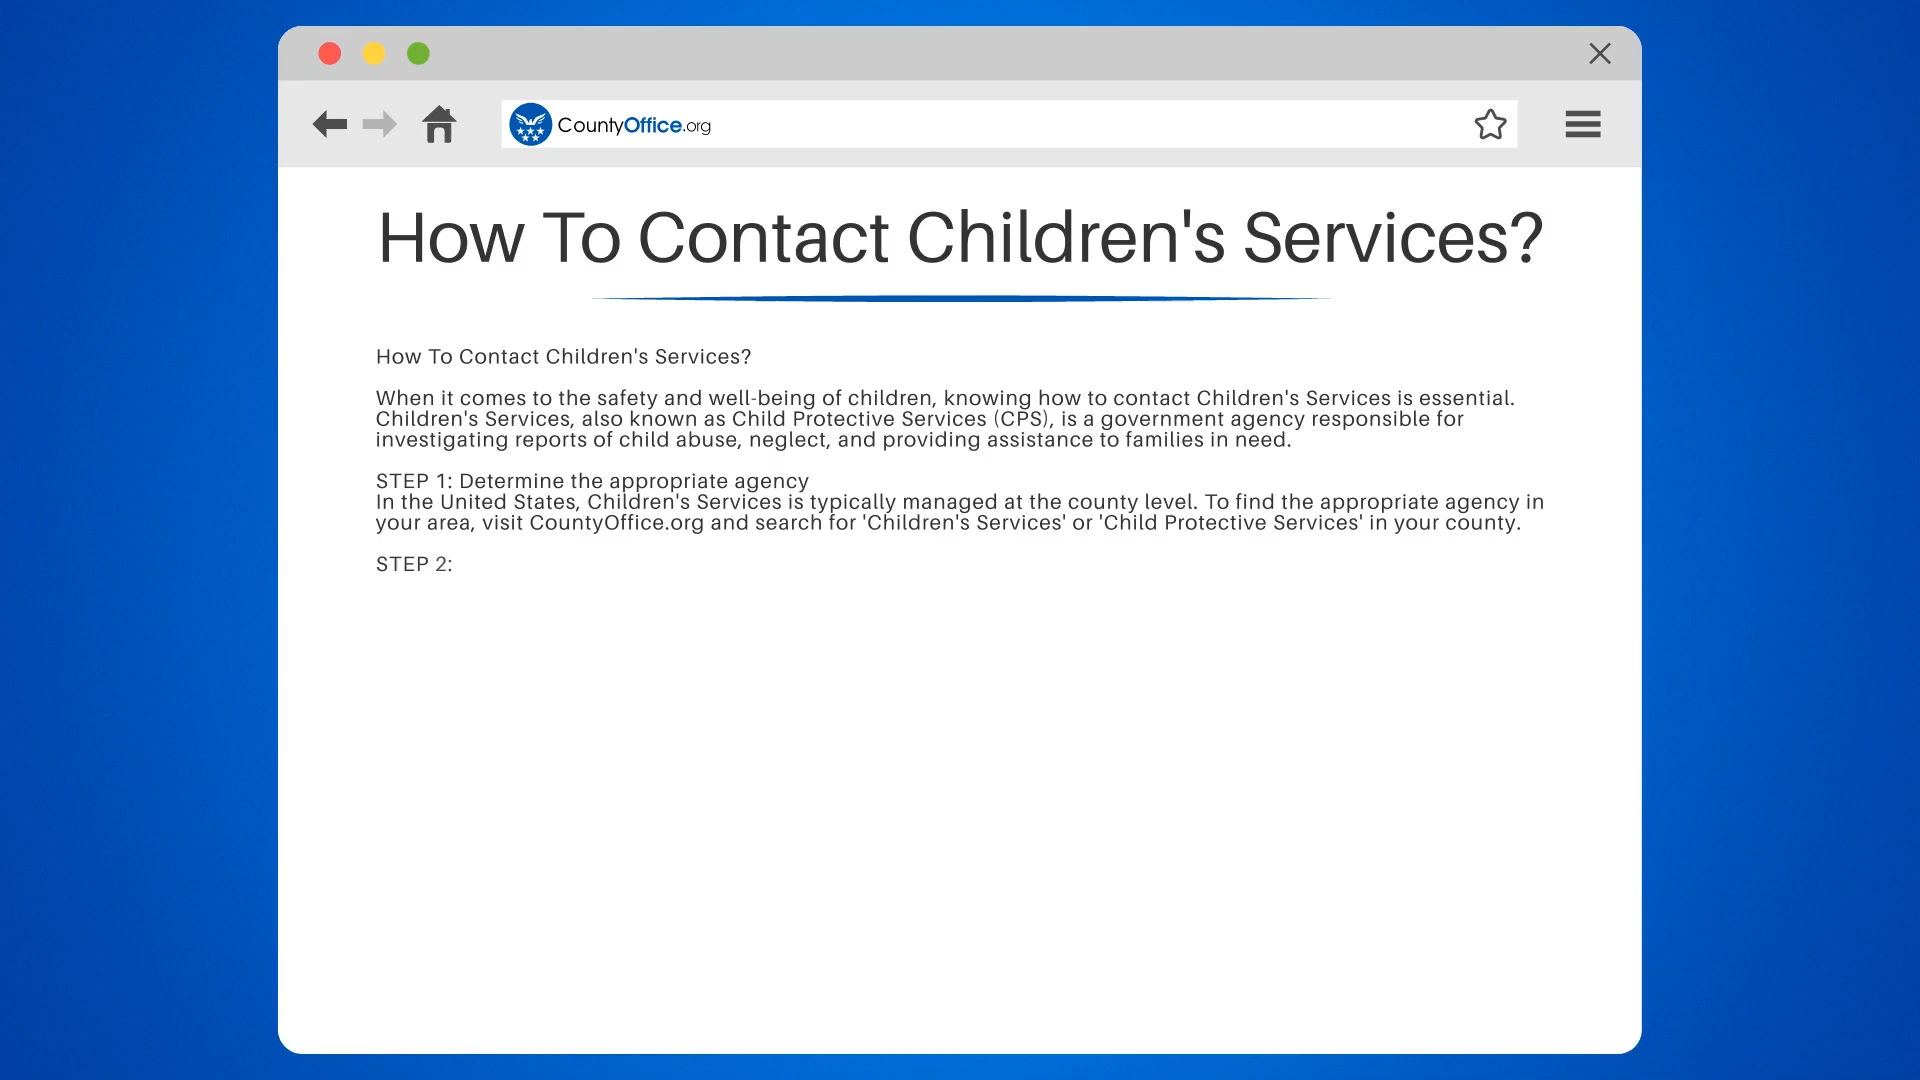 CountyOffice.org
How To Contact Children's Services?
How To Contact Children's Services?
When it comes to the safety and well-being of children, knowing how to contact Children's Services is essential.
Children's Services, also known as Child Protective Services (CPS), is a government agency responsible for
investigating reports of child abuse, neglect, and providing assistance to families in need.
STEP 1: Determine the appropriate agency
In the United States, Children's Services is typically managed at the county level. To find the appropriate agency in
your area, visit CountyOffice.org and search for 'Children's Services' or 'Child Protective Services' in your county.
STEP 2: